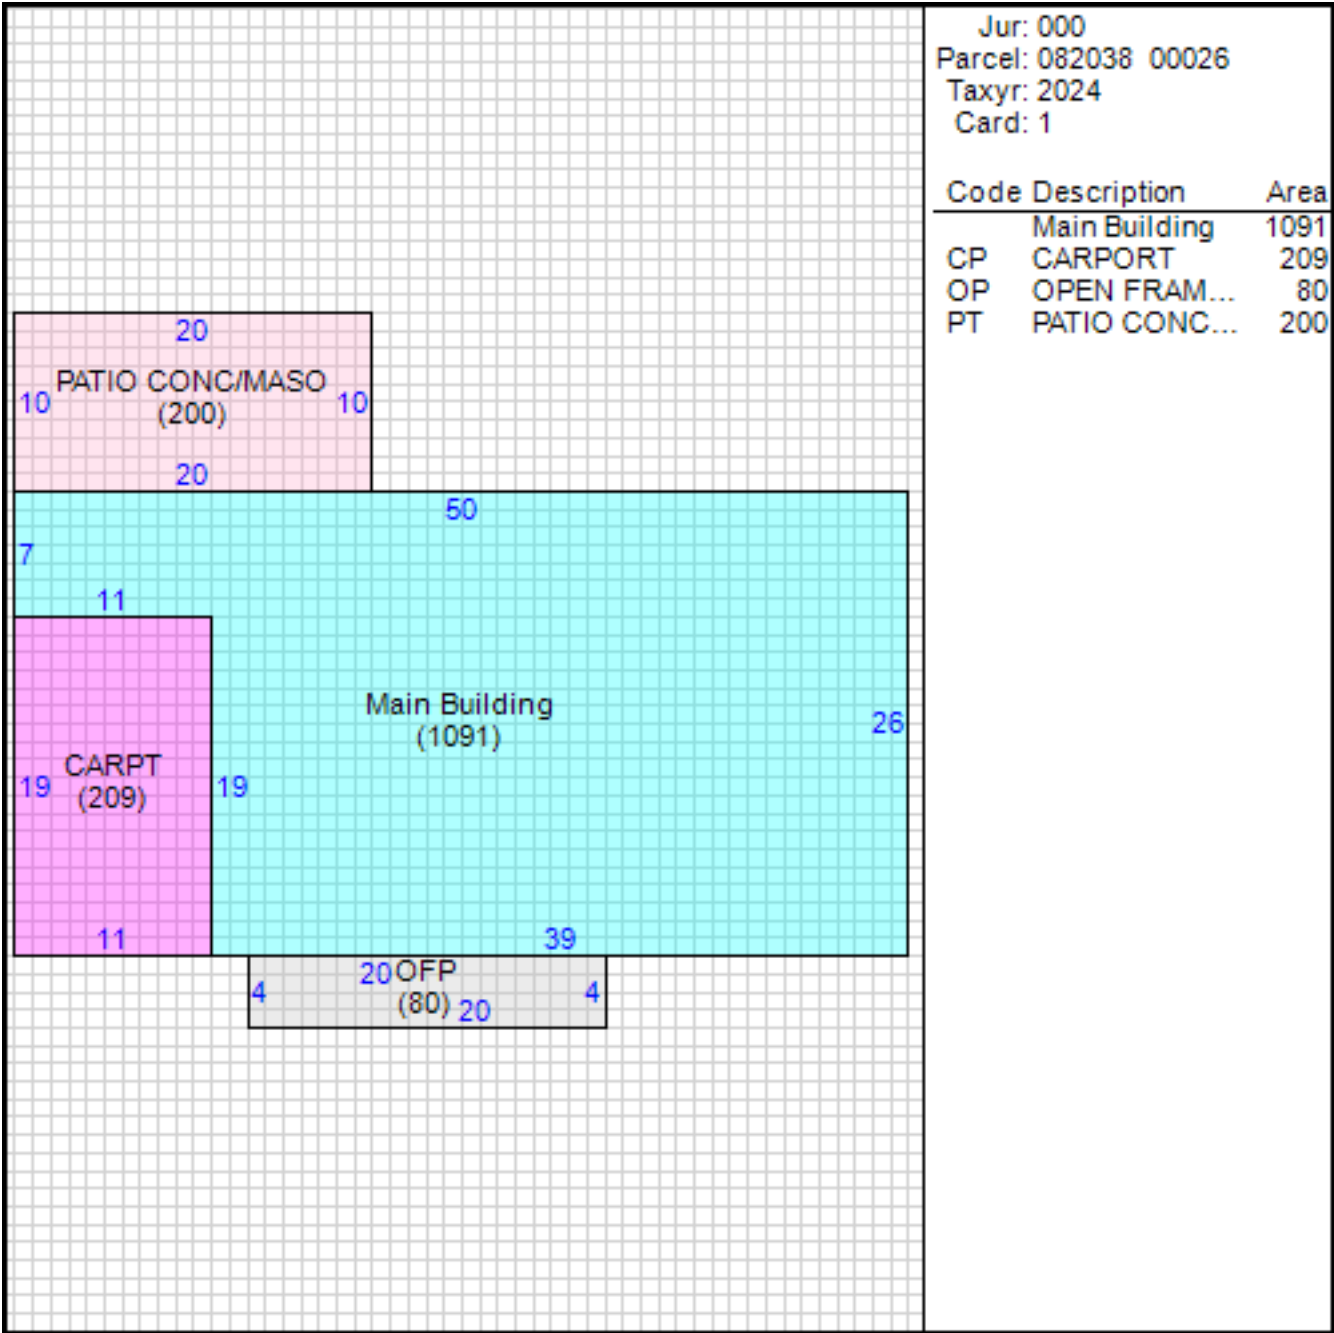 Jur: 000
Parcel: 082038 00026
Taxyr: 2024
Card: 1
Code Description Area
Main Building 1091
CP CARPORT 209
OP OPEN FRAM... 80
PT PATIO CONC... 200
20
PATIO CONC/MASO
10 (200) 10
20
50
7
11
Main Building
(1091)
26
CARPT
19 (209) 19
11 39
20 OFP
4 (80) 20 4